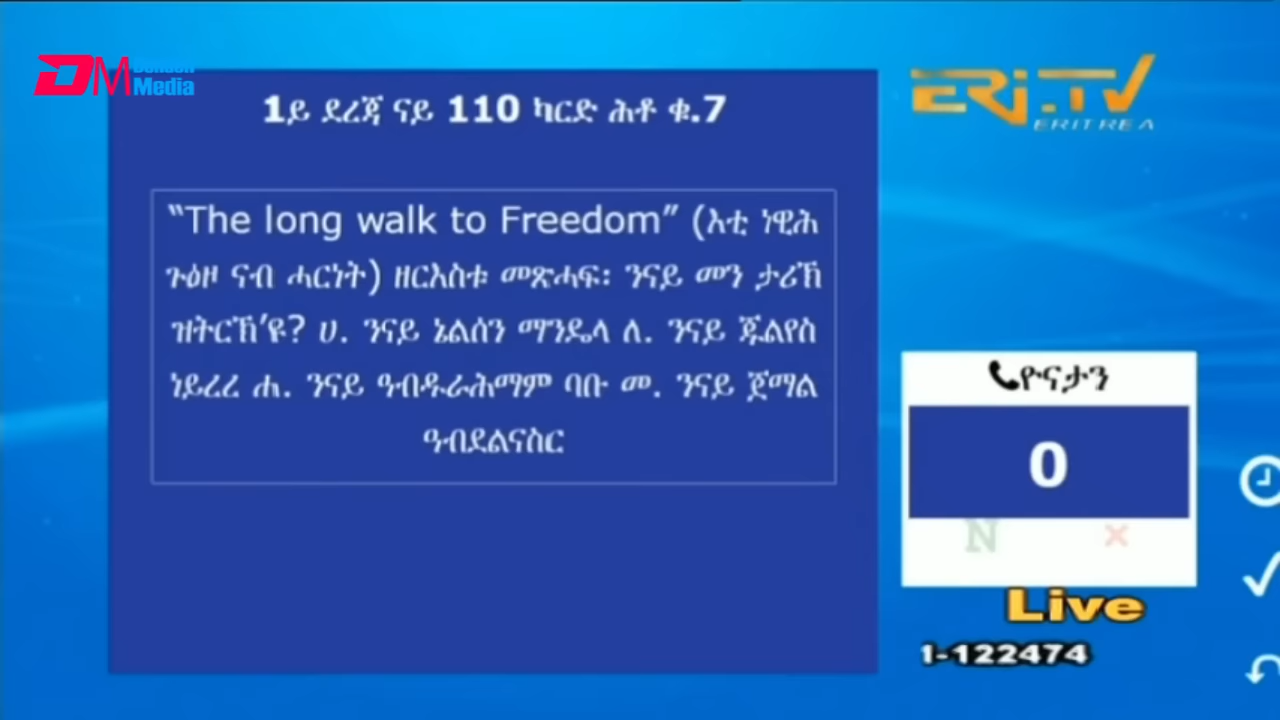 DM Media
ERi.TV
ERITREA
1ይ ደረጃ ናይ 110 ካርድ ሕቶ ቁ.7
“The long walk to Freedom” (እቲ ነዊሕ
ጉዕዞ ናብ ሓርነት) ዘርእስቱ መጽሓፍ፡ ንናይ መን ታሪኽ
ዝትርኽ’ዩ? ሀ. ንናይ ኔልሰን ማንዴላ ለ. ንናይ ጁልየስ
ነይረረ ሐ. ንናይ ዓብዱራሕማም ባቡ መ. ንናይ ጀማል
ዓብደልናስር
ዮናታን
0
N ×
Live
1-122474